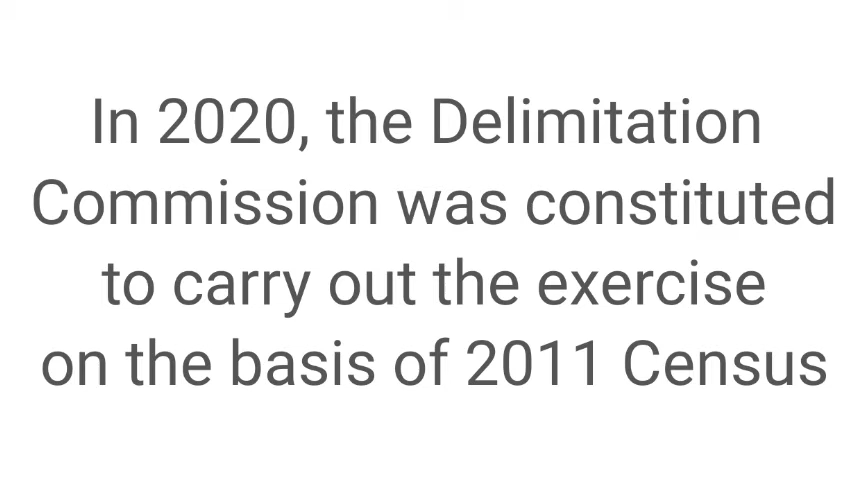 In 2020, the Delimitation
Commission was constituted
to carry out the exercise
on the basis of 2011 Census